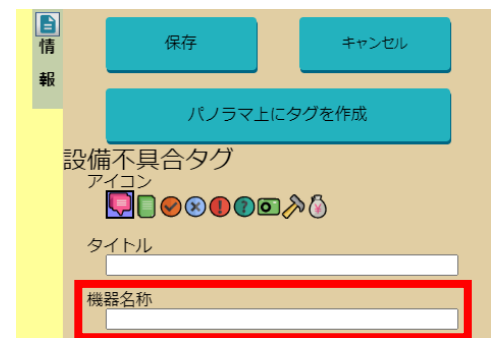 情
報
保存 キャンセル
パノラマ上にタグを作成
設備不具合タグ
アイコン
タイトル
機器名称